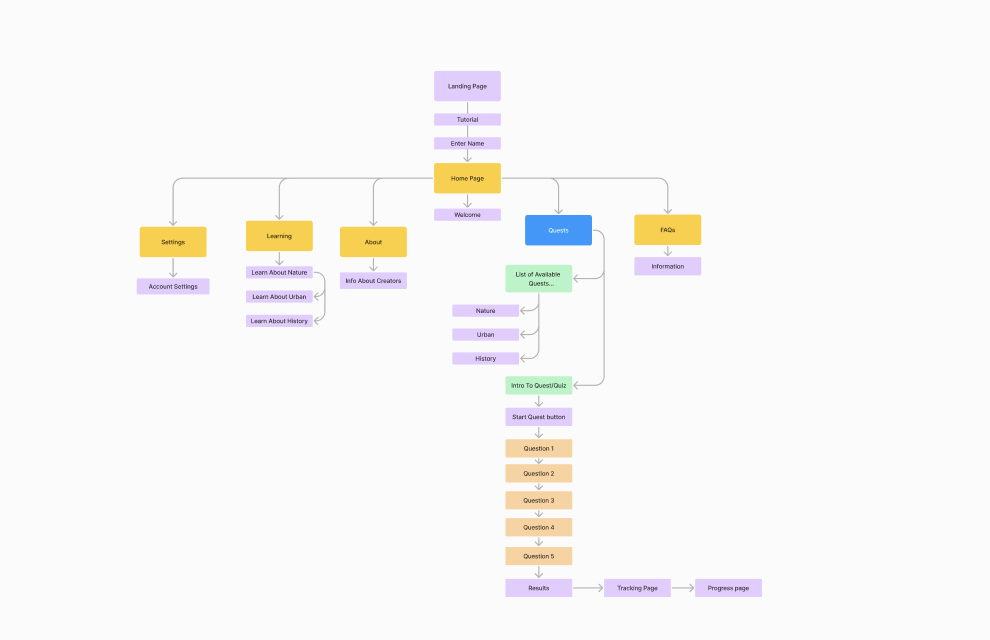 Landing Page
Tutorial
Enter Name
Home Page
Welcome
Settings
Account Settings
Learning
Learn About Nature
Learn About Urban
Learn About History
About
Info About Creators
Quests
List of Available
Quests...
Nature
Urban
History
Intro To Quest/Quiz
Start Quest button
Question 1
Question 2
Question 3
Question 4
Question 5
Results
Tracking Page
Progress page
FAQs
Information